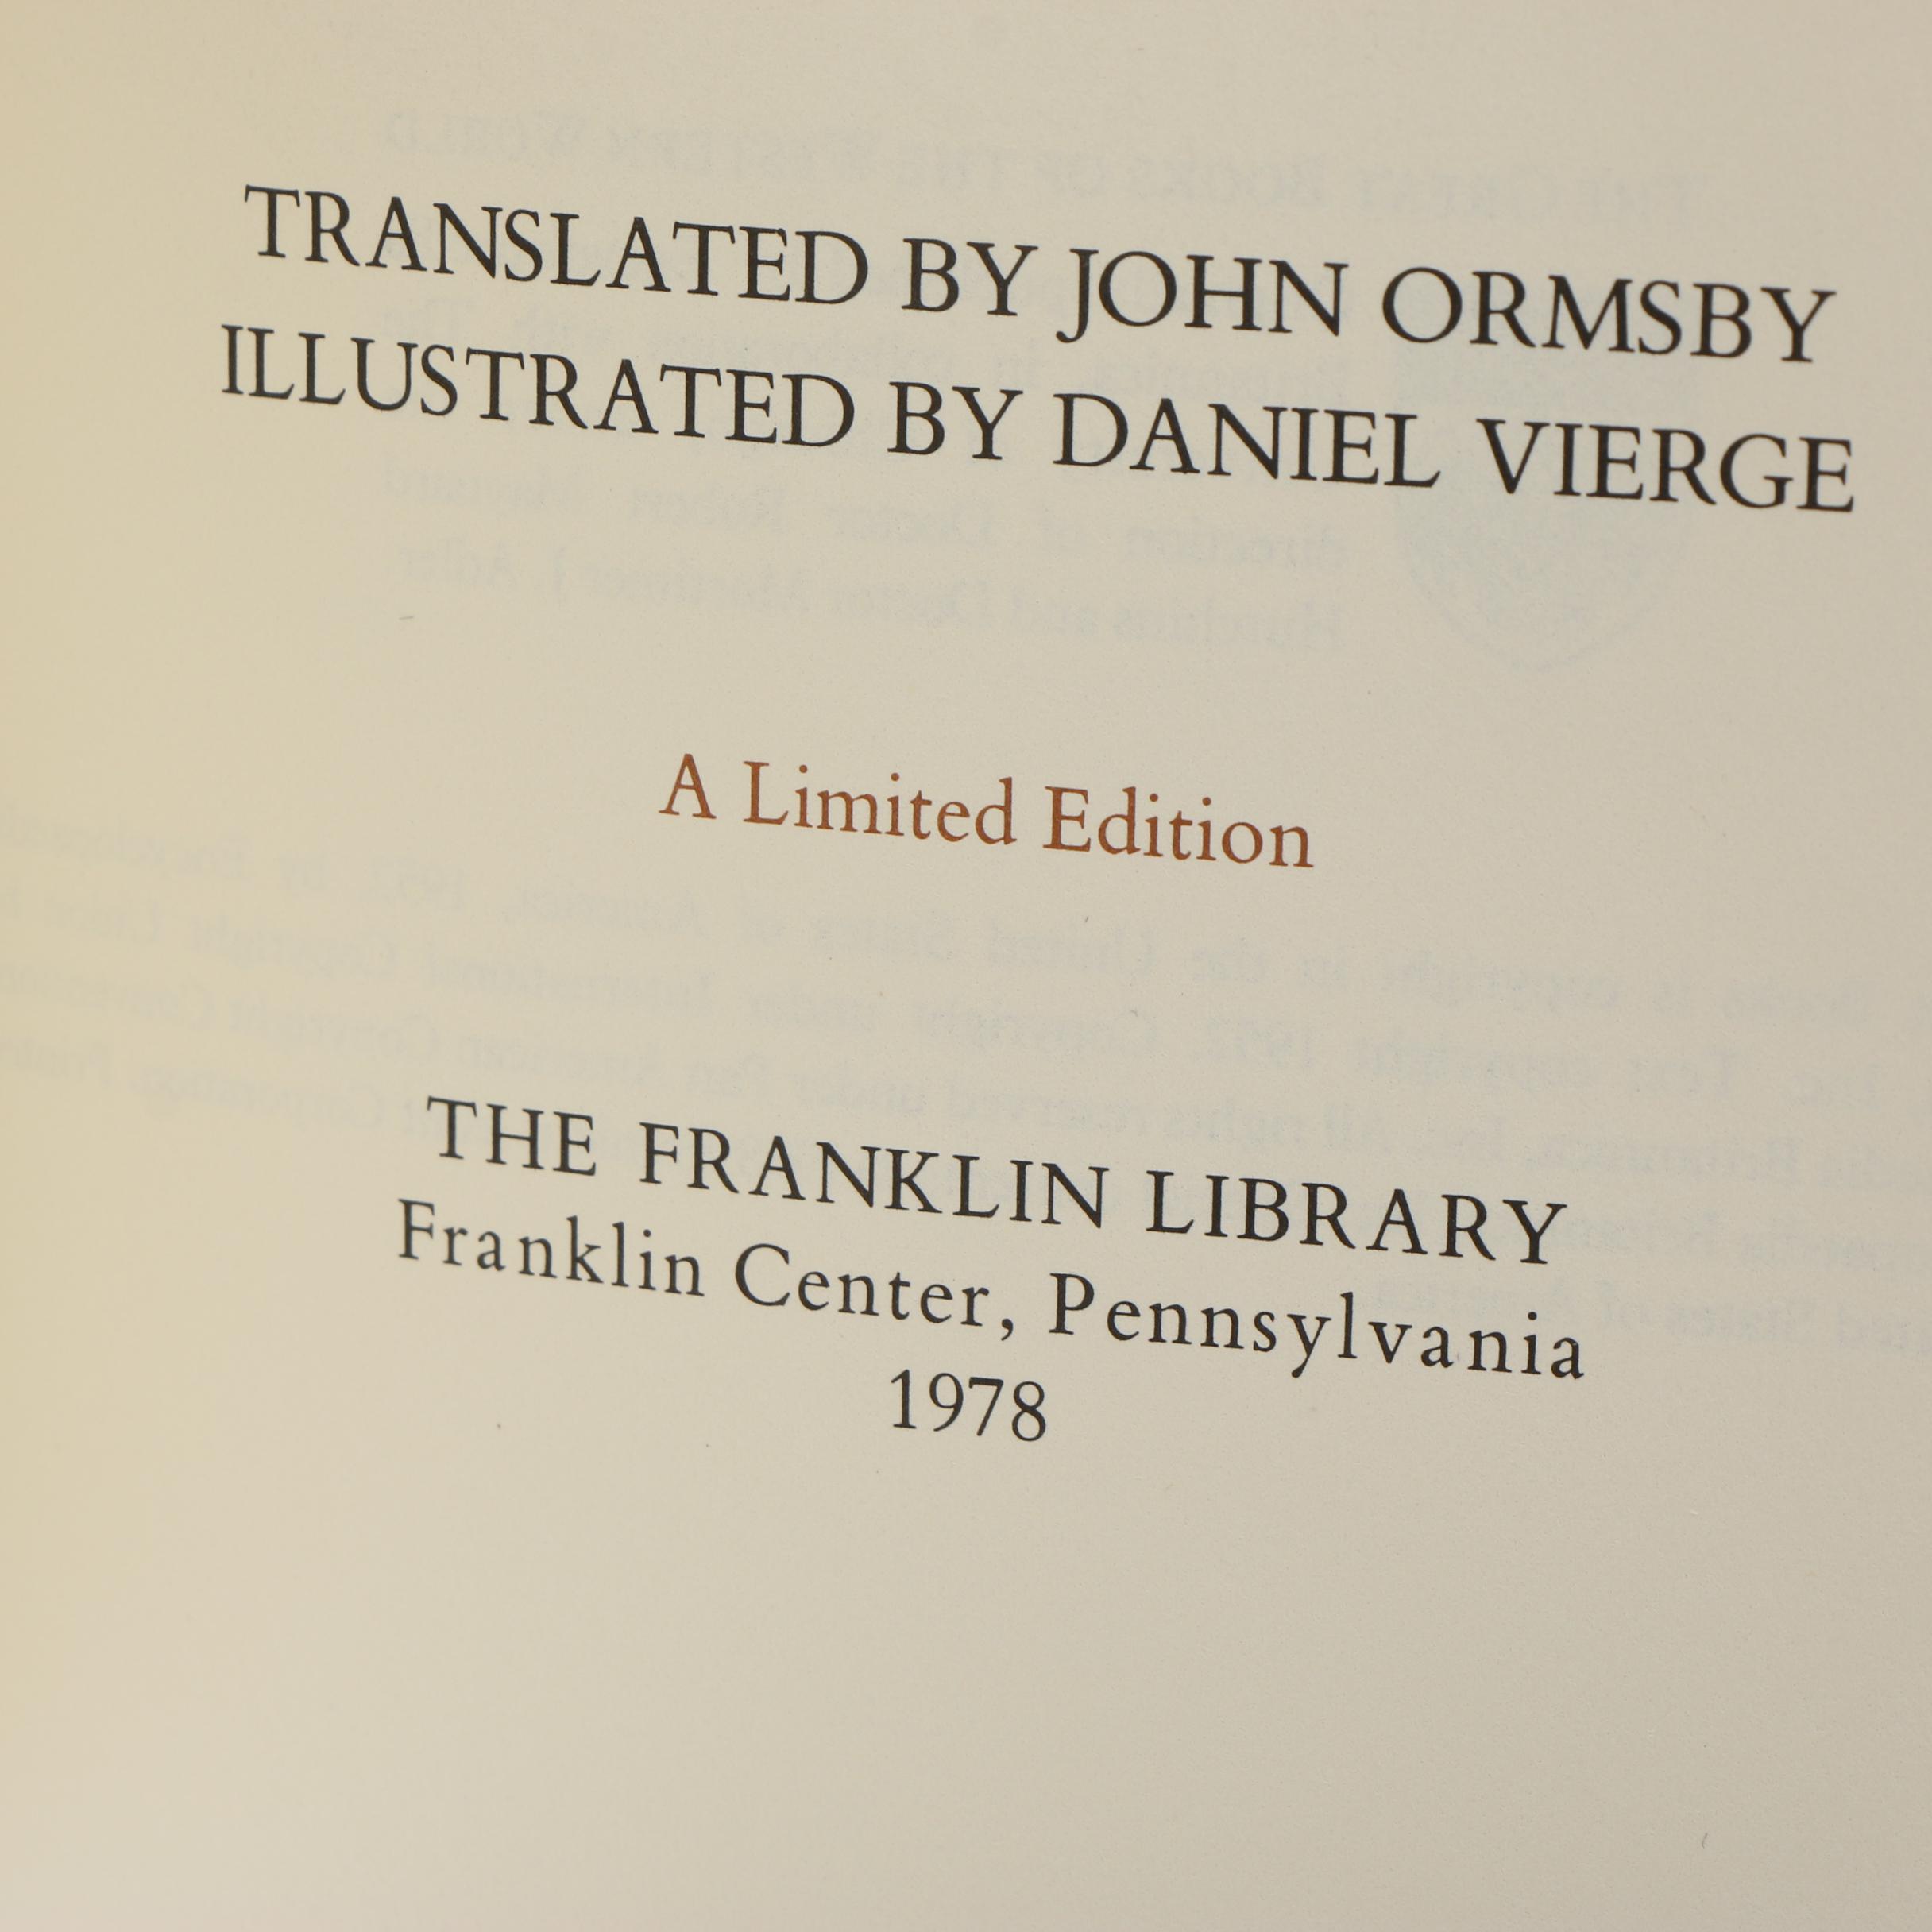 TRANSLATED BY JOHN ORMSBY
ILLUSTRATED BY DANIEL VIERGE
A Limited Edition
THE FRANKLIN LIBRARY
Franklin Center, Pennsylvania
1978